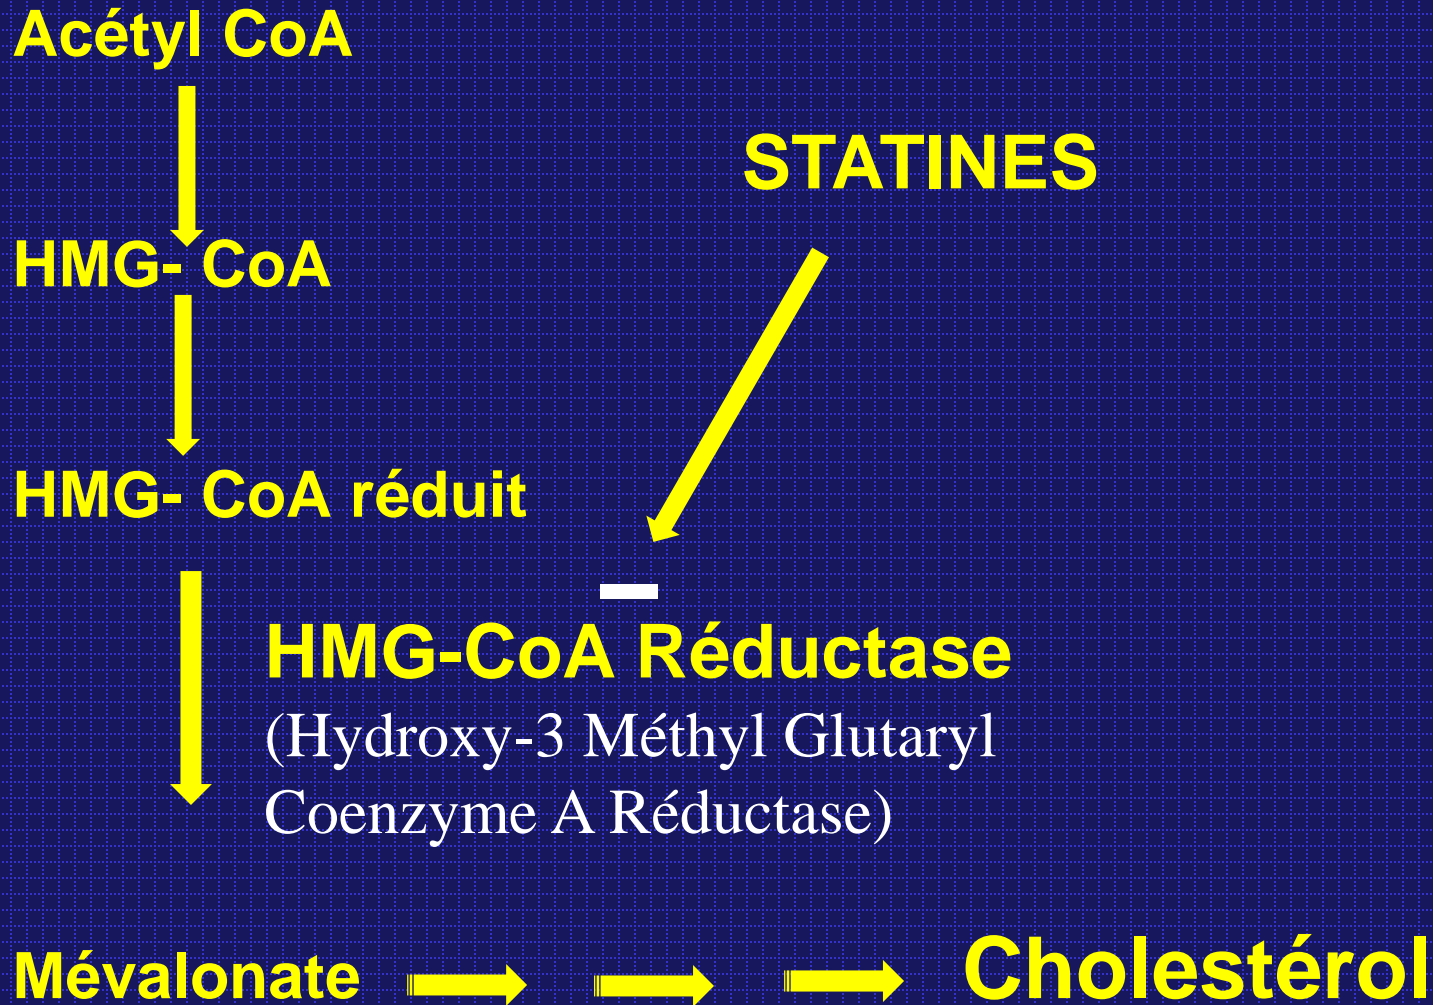 Acétyl CoA
STATINES
HMG- CoA
HMG- CoA réduit
HMG-CoA Réductase
(Hydroxy-3 Méthyl Glutaryl
Coenzyme A Réductase)
Mévalonate
Cholestérol